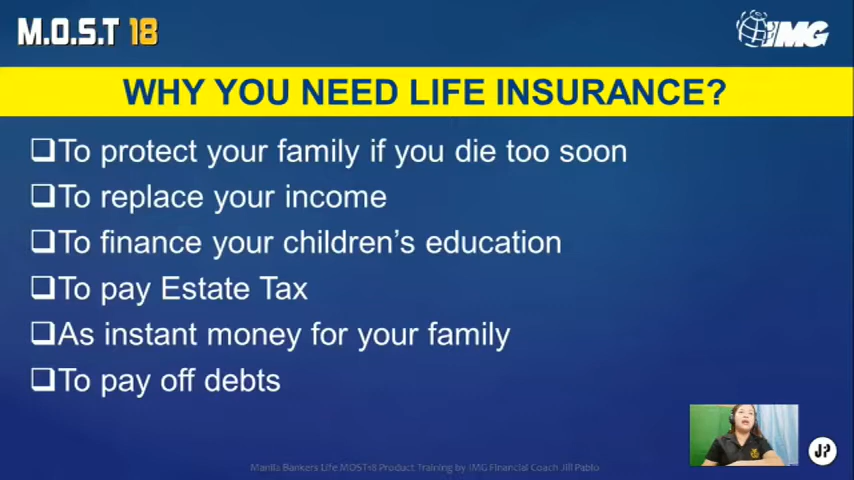 M.O.S.T 18
IMG
WHY YOU NEED LIFE INSURANCE?
To protect your family if you die too soon
To replace your income
To finance your children's education
To pay Estate Tax
As instant money for your family
To pay off debts
JP
Manila Bankers Life MOST18 Product Training by IMG Financial Coach Jill Pablo